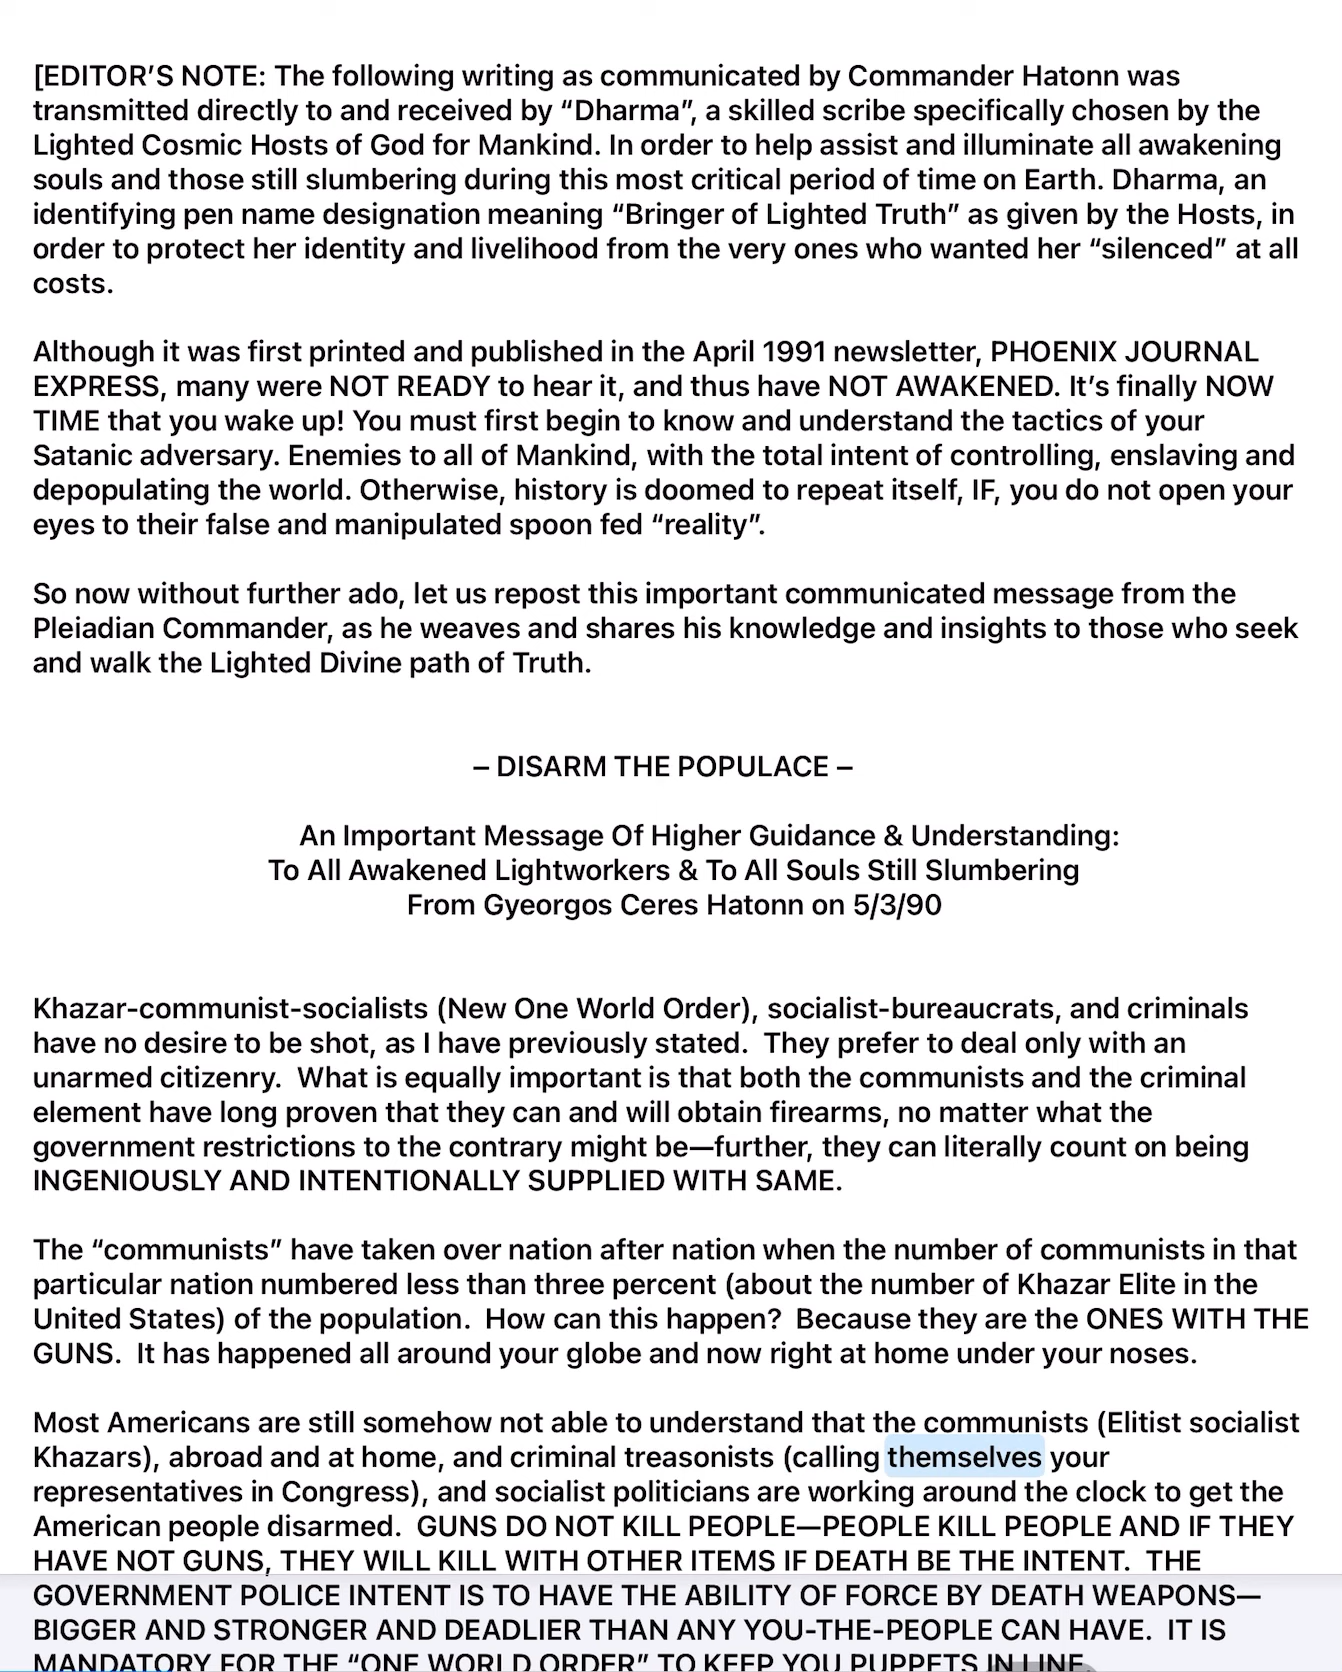 [EDITOR’S NOTE: The following writing as communicated by Commander Hatonn was
transmitted directly to and received by “Dharma”, a skilled scribe specifically chosen by the
Lighted Cosmic Hosts of God for Mankind. In order to help assist and illuminate all awakening
souls and those still slumbering during this most critical period of time on Earth. Dharma, an
identifying pen name designation meaning “Bringer of Lighted Truth” as given by the Hosts, in
order to protect her identity and livelihood from the very ones who wanted her “silenced” at all
costs.
Although it was first printed and published in the April 1991 newsletter, PHOENIX JOURNAL
EXPRESS, many were NOT READY to hear it, and thus have NOT AWAKENED. It’s finally NOW
TIME that you wake up! You must first begin to know and understand the tactics of your
Satanic adversary. Enemies to all of Mankind, with the total intent of controlling, enslaving and
depopulating the world. Otherwise, history is doomed to repeat itself, IF, you do not open your
eyes to their false and manipulated spoon fed “reality”.
So now without further ado, let us repost this important communicated message from the
Pleiadian Commander, as he weaves and shares his knowledge and insights to those who seek
and walk the Lighted Divine path of Truth.
– DISARM THE POPULACE –
An Important Message Of Higher Guidance & Understanding:
To All Awakened Lightworkers & To All Souls Still Slumbering
From Gyeorgos Ceres Hatonn on 5/3/90
Khazar-communist-socialists (New One World Order), socialist-bureaucrats, and criminals
have no desire to be shot, as I have previously stated.  They prefer to deal only with an
unarmed citizenry.  What is equally important is that both the communists and the criminal
element have long proven that they can and will obtain firearms, no matter what the
government restrictions to the contrary might be—further, they can literally count on being
INGENIOUSLY AND INTENTIONALLY SUPPLIED WITH SAME.
The “communists” have taken over nation after nation when the number of communists in that
particular nation numbered less than three percent (about the number of Khazar Elite in the
United States) of the population.  How can this happen?  Because they are the ONES WITH THE
GUNS.  It has happened all around your globe and now right at home under your noses.
Most Americans are still somehow not able to understand that the communists (Elitist socialist
Khazars), abroad and at home, and criminal treasonists (calling themselves your
representatives in Congress), and socialist politicians are working around the clock to get the
American people disarmed.  GUNS DO NOT KILL PEOPLE—PEOPLE KILL PEOPLE AND IF THEY
HAVE NOT GUNS, THEY WILL KILL WITH OTHER ITEMS IF DEATH BE THE INTENT.  THE
GOVERNMENT POLICE INTENT IS TO HAVE THE ABILITY OF FORCE BY DEATH WEAPONS—
BIGGER AND STRONGER AND DEADLIER THAN ANY YOU-THE-PEOPLE CAN HAVE.  IT IS
MANDATORY FOR THE “ONE WORLD ORDER” TO KEEP YOU PUPPETS IN LINE